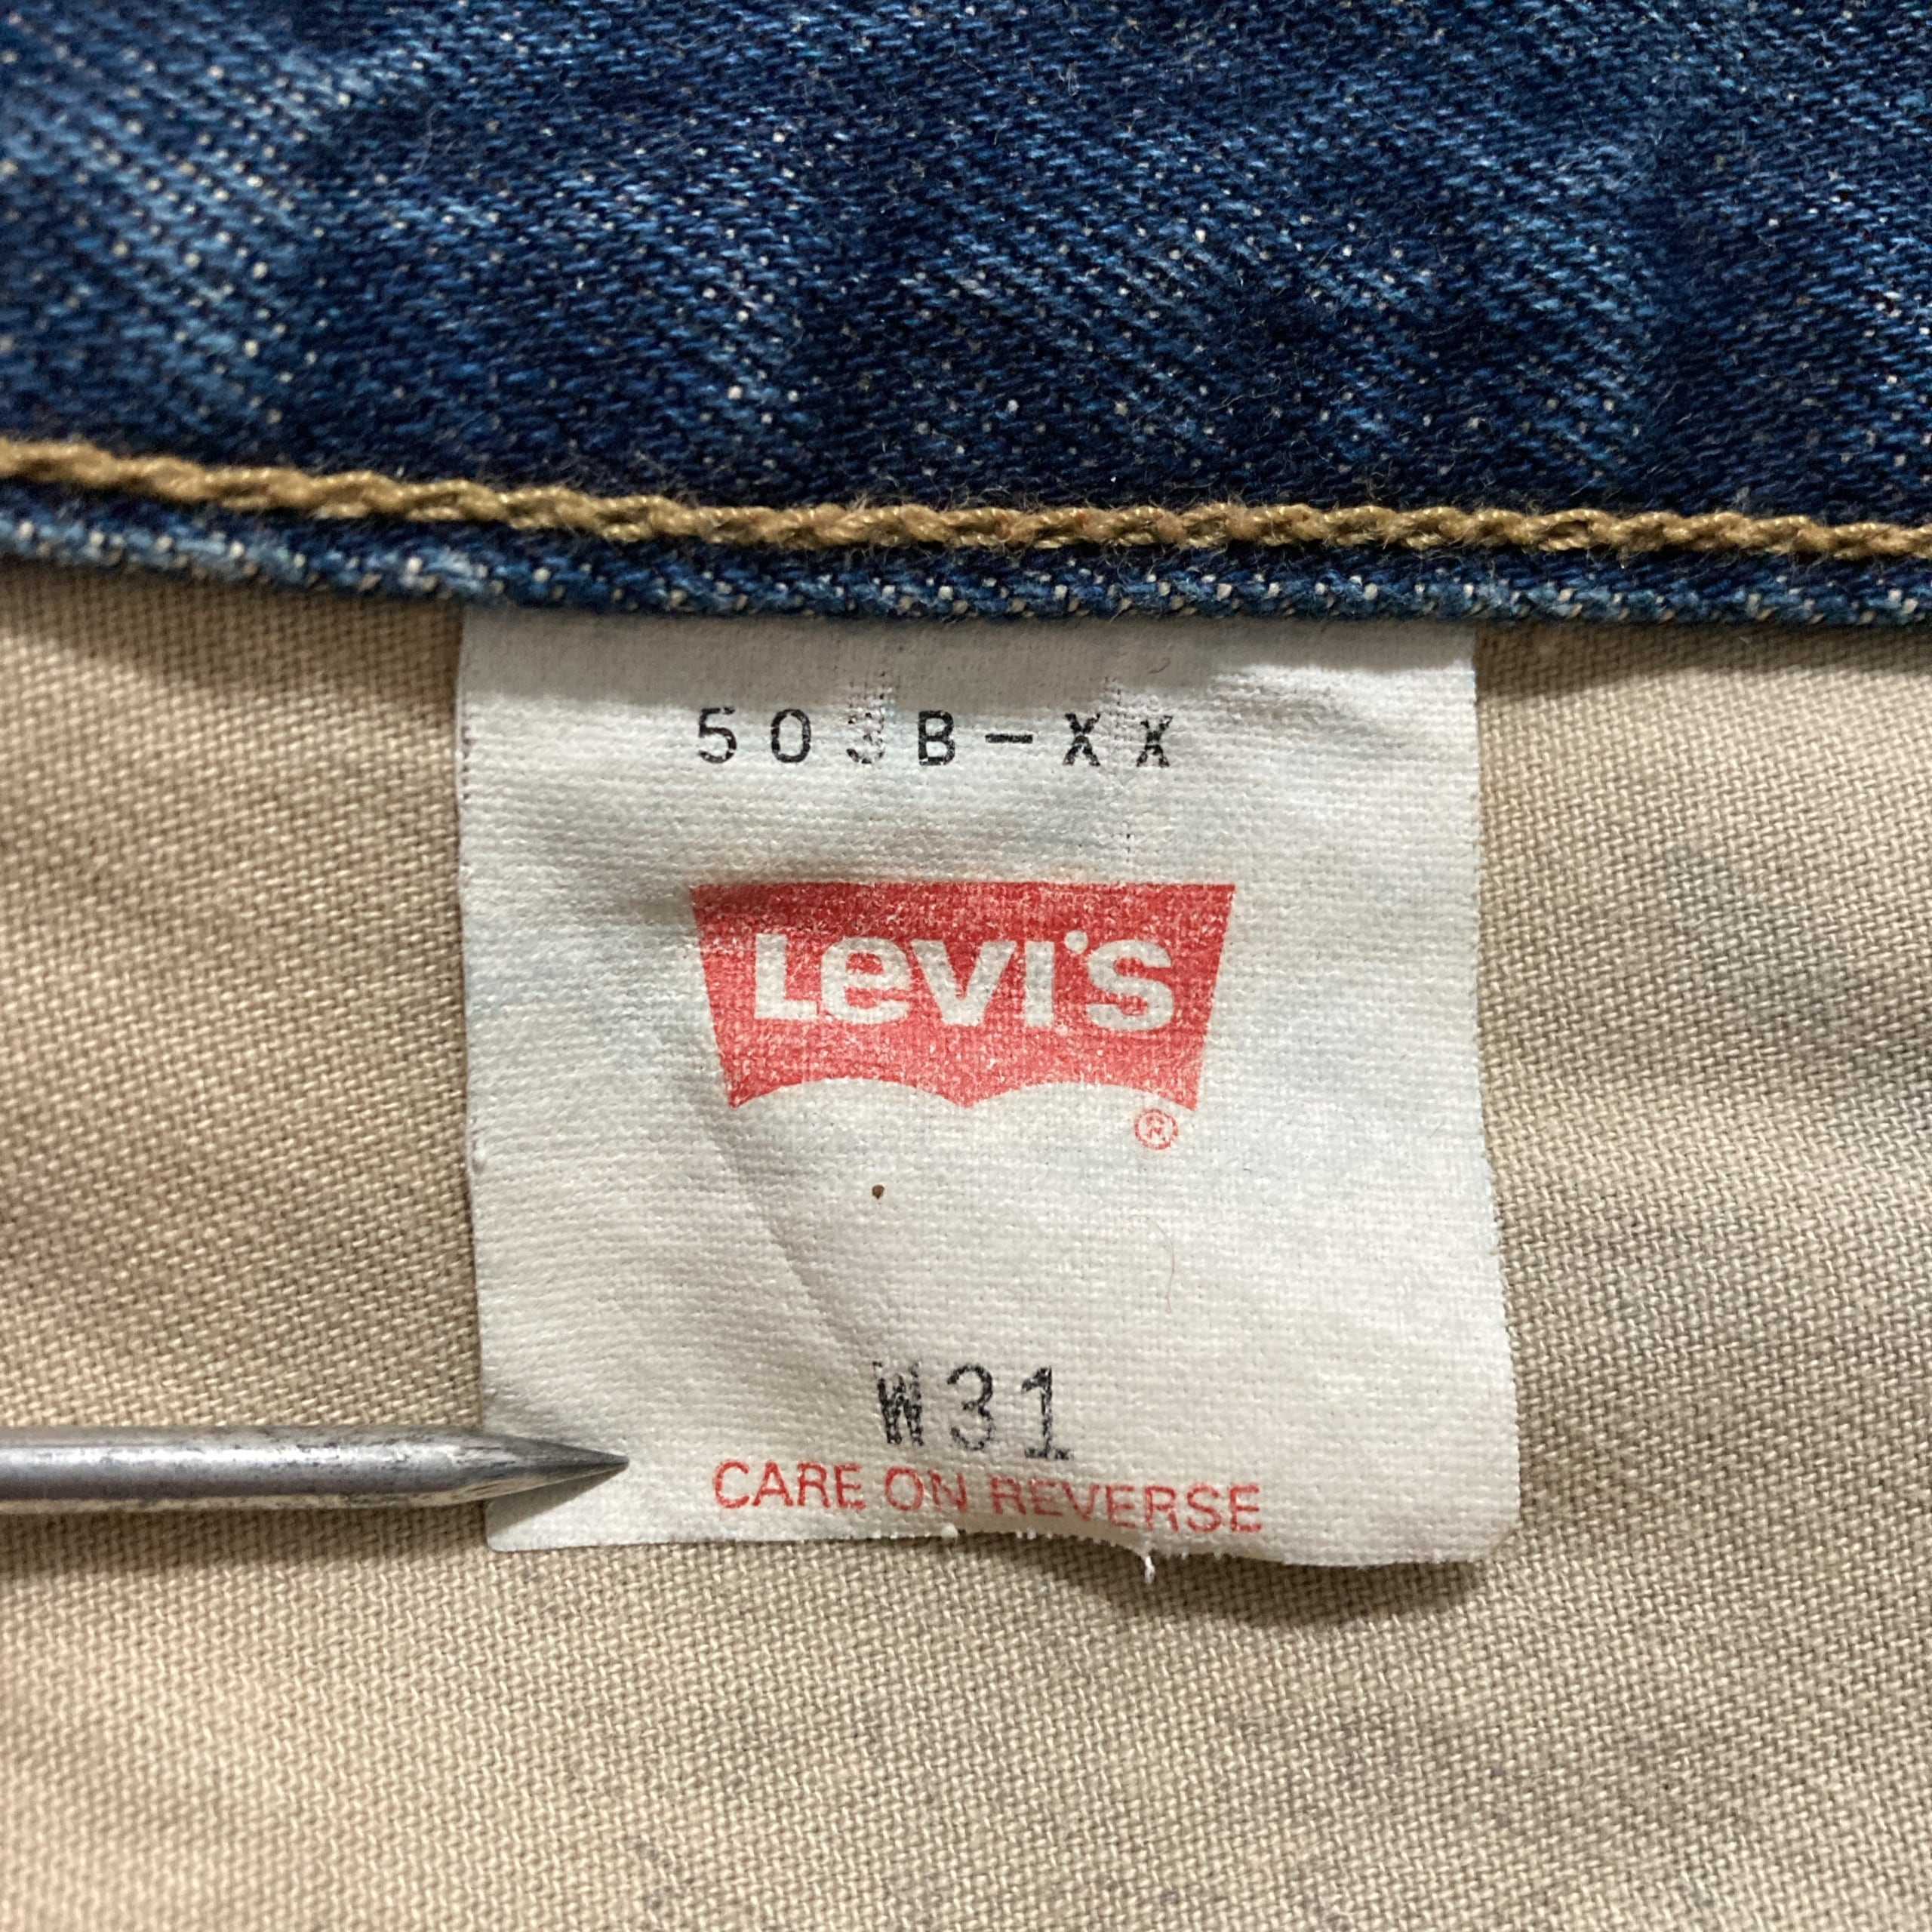 503B-XX
Levi's
®
W31
CARE ON REVERSE